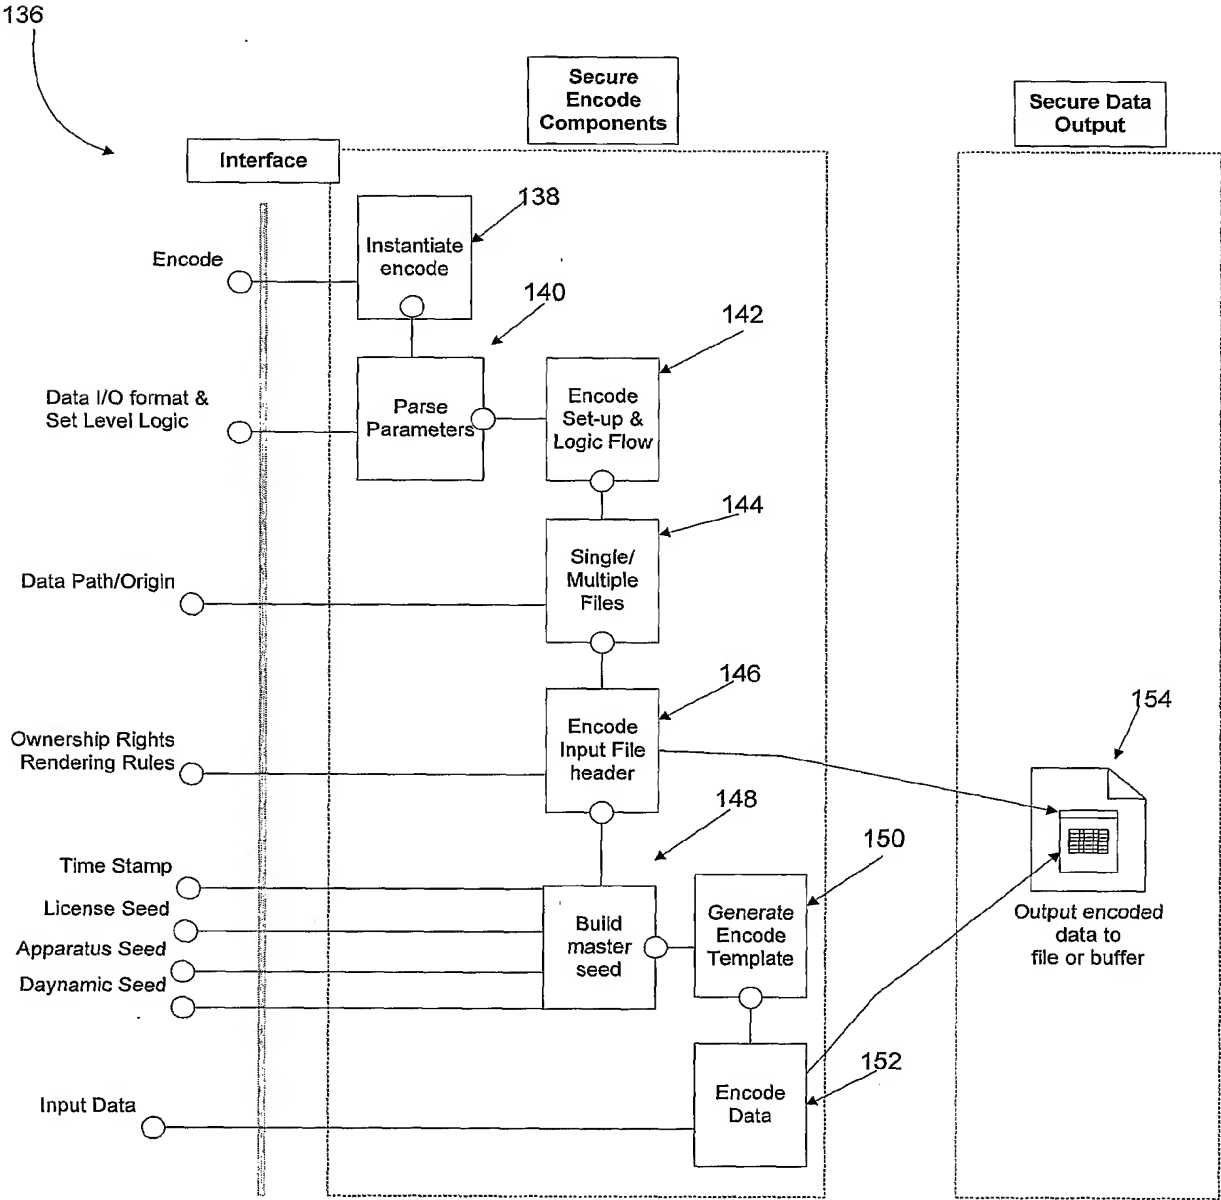 136
Secure
Encode
Components
Secure Data
Output
Interface
138
Instantiate
encode
Encode
140
142
Data I/O format &
Set Level Logic
Parse
Parameters
Encode
Set-up &
Logic Flow
144
Single/
Multiple
Files
Data Path/Origin
146
Encode
Input File
header
154
Ownership Rights
Rendering Rules
148
150
Time Stamp
License Seed
Apparatus Seed
Daynamic Seed
Build
master
seed
Generate
Encode
Template
Output encoded
data to
file or buffer
152
Encode
Data
Input Data